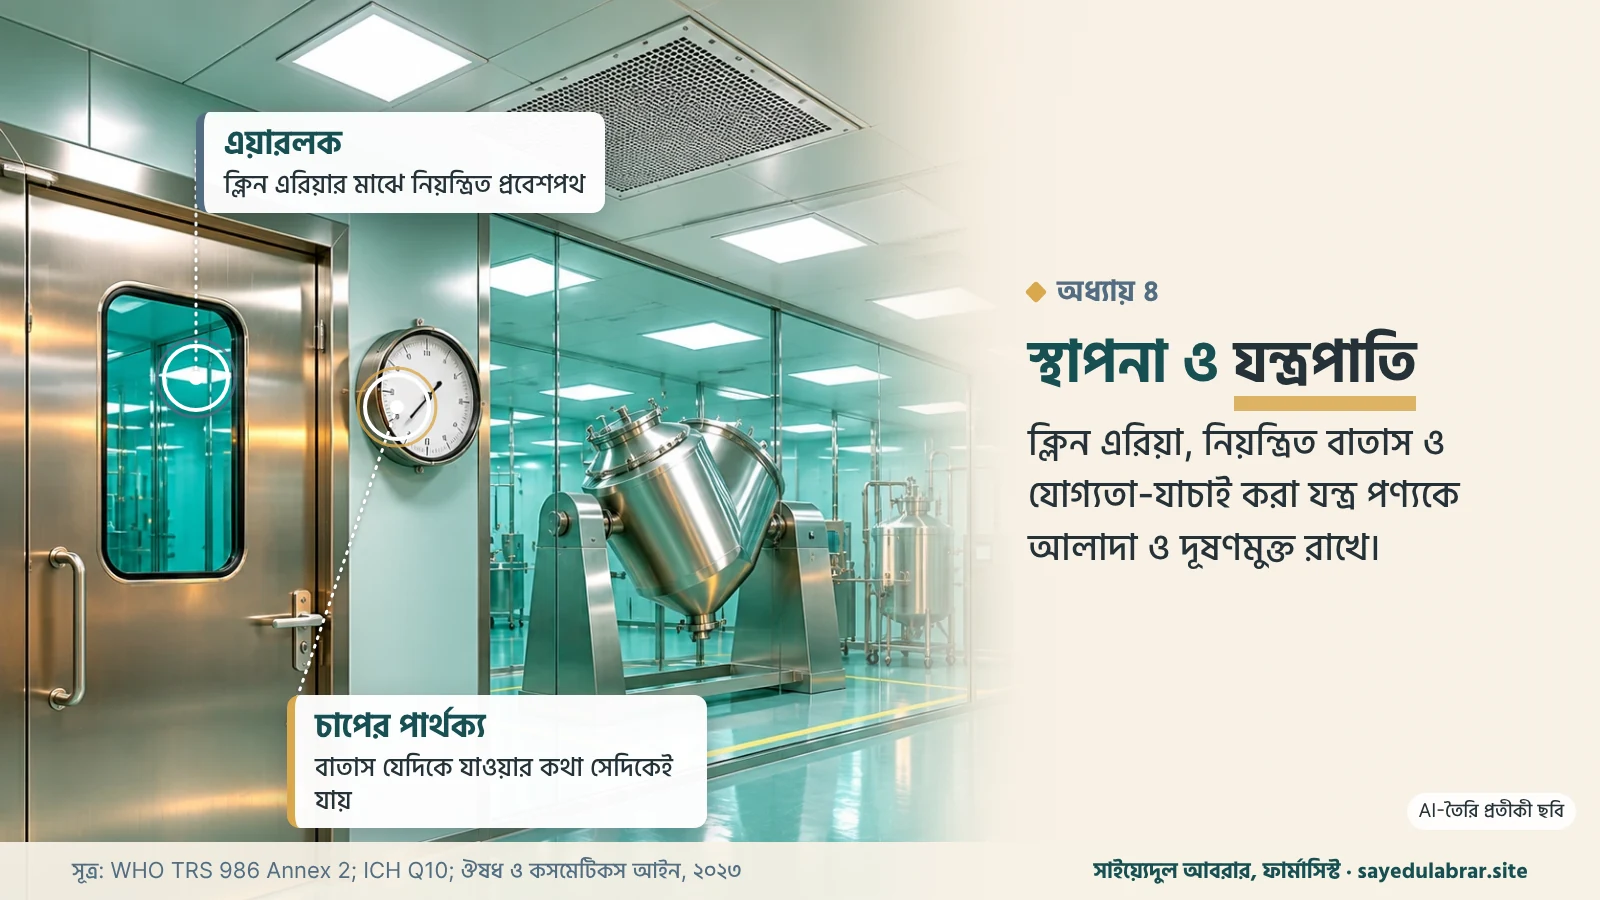 এয়ারলক
ক্লিন এরিয়ার মাঝে নিয়ন্ত্রিত প্রবেশপথ
অধ্যায় ৪
স্থাপনা ও যন্ত্রপাতি
ক্লিন এরিয়া, নিয়ন্ত্রিত বাতাস ও
যোগ্যতা-যাচাই করা যন্ত্র পণ্যকে
আলাদা ও দূষণমুক্ত রাখে।
চাপের পার্থক্য
বাতাস যেদিকে যাওয়ার কথা সেদিকেই
যায়
AI-তৈরি প্রতীকী ছবি
সূত্র: WHO TRS 986 Annex 2; ICH Q10; ঔষধ ও কসমেটিকস আইন, ২০২৩
সাইয়্যেদুল আবরার, ফার্মাসিস্ট · sayedulabrar.site